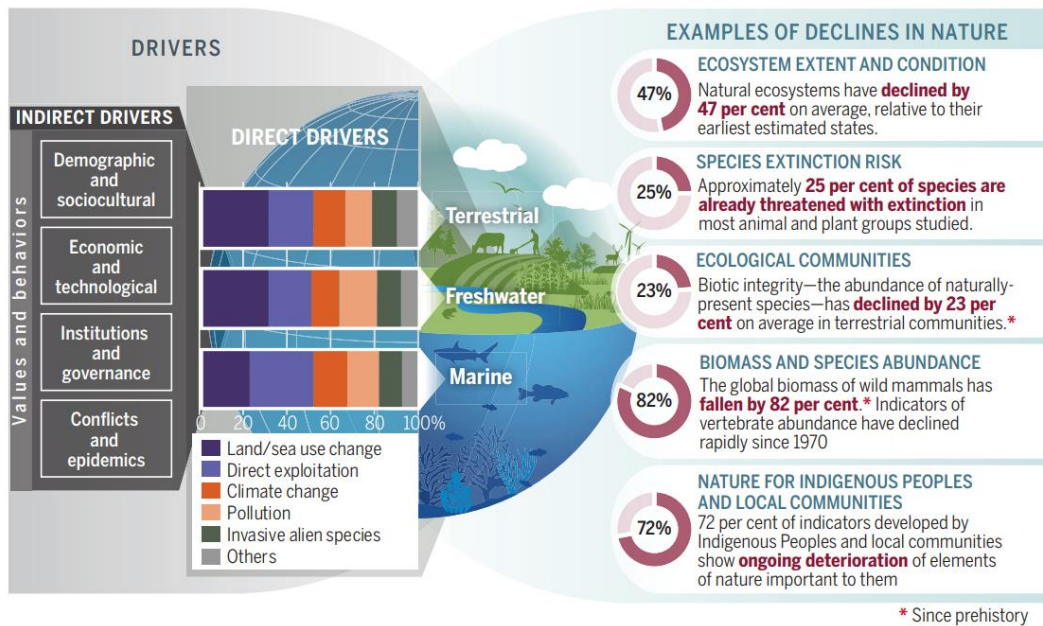 DRIVERS
INDIRECT DRIVERS
Values and behaviors
Demographic
and
sociocultural
Economic
and
technological
Institutions
and
governance
Conflicts
and
epidemics
DIRECT DRIVERS
Terrestrial
Freshwater
Marine
0 20 40 60 80 100%
Land/sea use change
Direct exploitation
Climate change
Pollution
Invasive alien species
Others
EXAMPLES OF DECLINES IN NATURE
47%
ECOSYSTEM EXTENT AND CONDITION
Natural ecosystems have declined by
47 per cent on average, relative to their
earliest estimated states.
25%
SPECIES EXTINCTION RISK
Approximately 25 per cent of species are
already threatened with extinction in
most animal and plant groups studied.
23%
ECOLOGICAL COMMUNITIES
Biotic integrity—the abundance of naturally-
present species—has declined by 23 per
cent on average in terrestrial communities.*
82%
BIOMASS AND SPECIES ABUNDANCE
The global biomass of wild mammals has
fallen by 82 per cent.* Indicators of
vertebrate abundance have declined
rapidly since 1970
72%
NATURE FOR INDIGENOUS PEOPLES
AND LOCAL COMMUNITIES
72 per cent of indicators developed by
Indigenous Peoples and local communities
show ongoing deterioration of elements
of nature important to them
* Since prehistory